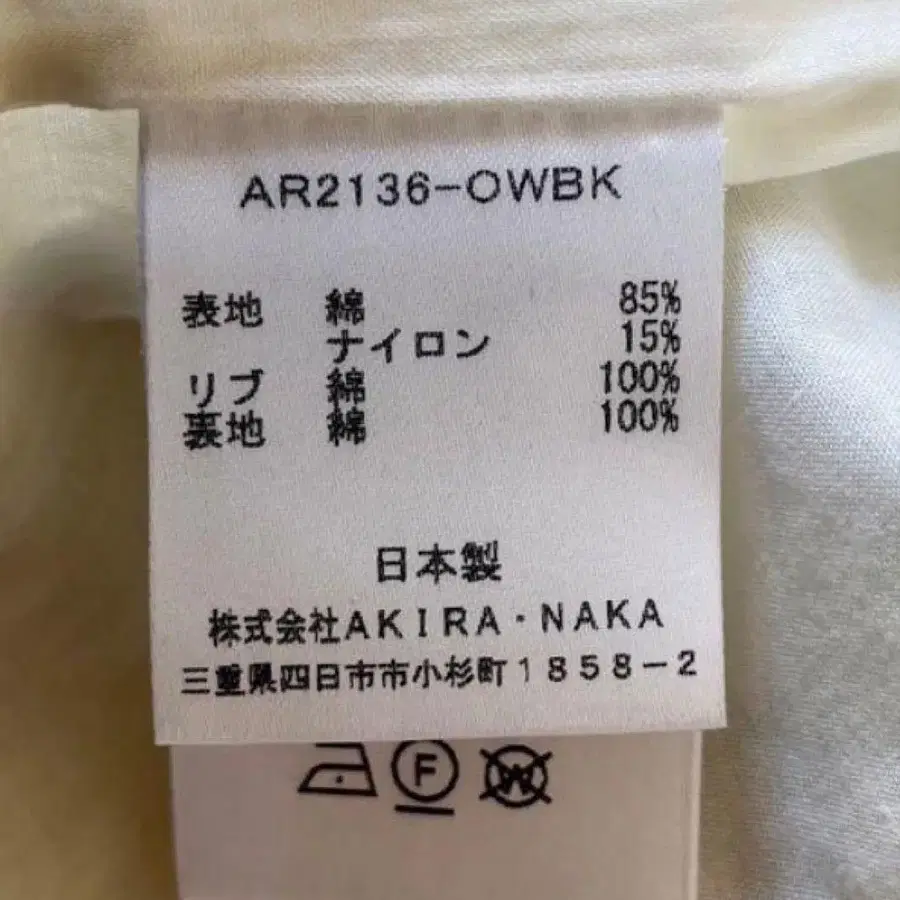 AR2136-OWBK
表地 綿 85%
ナイロン 15%
リブ 綿 100%
裏地 綿 100%
日本製
株式会社AKIRA・NAKA
三重県四日市市小杉町1858-2
F W